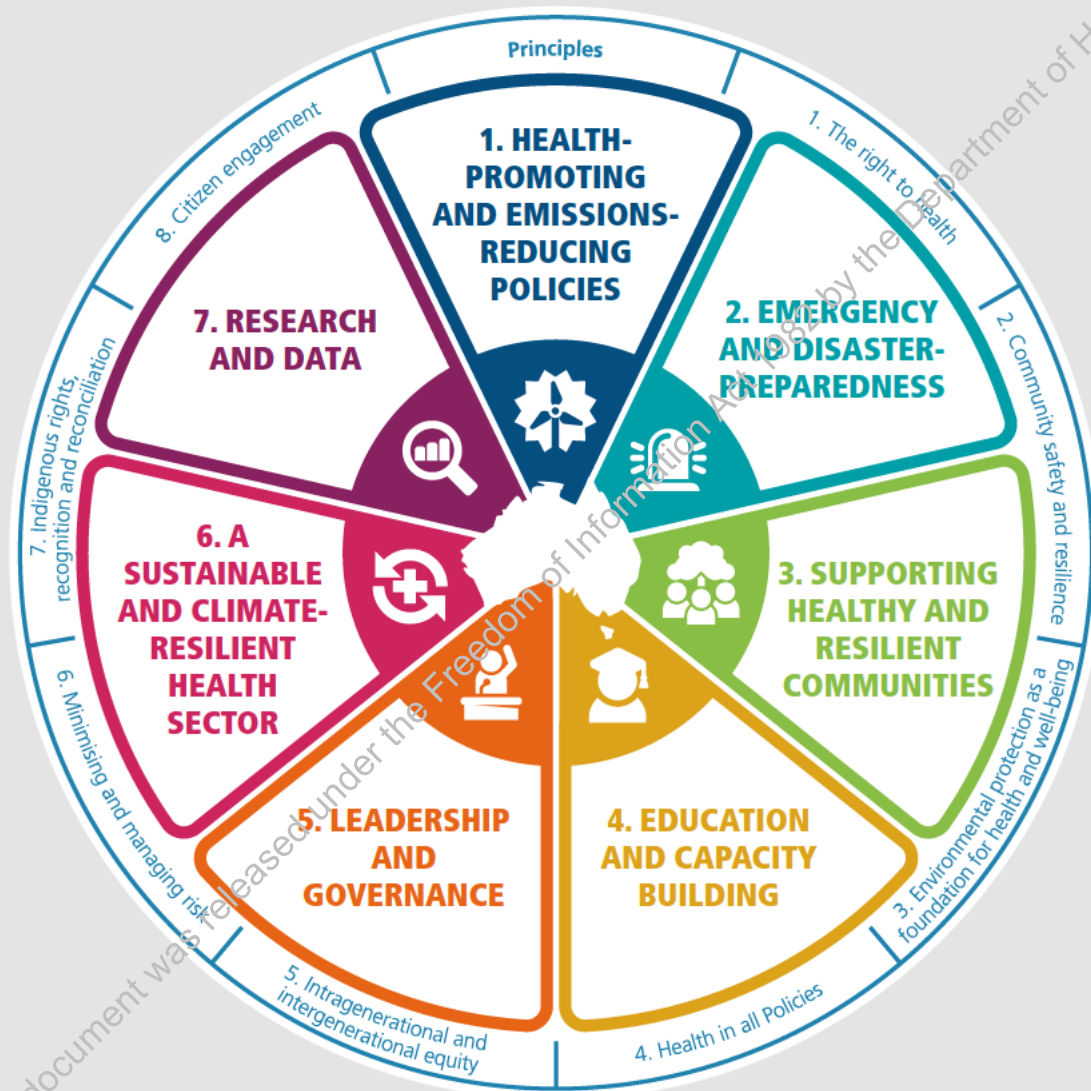 Principles
1. The right to health
2. Community safety and resilience
3. Environmental protection as a
foundation for health and well-being
4. Health in all Policies
5. Intragenerational and
intergenerational equity
6. Minimising and managing risk
7. Indigenous rights,
recognition and reconciliation
8. Citizen engagement
1. HEALTH-
PROMOTING
AND EMISSIONS-
REDUCING
POLICIES
2. EMERGENCY
AND DISASTER-
PREPAREDNESS
3. SUPPORTING
HEALTHY AND
RESILIENT
COMMUNITIES
4. EDUCATION
AND CAPACITY
BUILDING
5. LEADERSHIP
AND
GOVERNANCE
6. A
SUSTAINABLE
AND CLIMATE-
RESILIENT
HEALTH
SECTOR
7. RESEARCH
AND DATA
document was released under the Freedom of Information Act 1982 by the Department of